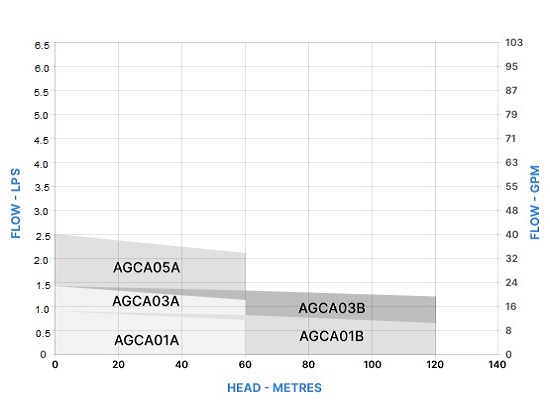 6.5 103
6.0 95
5.5 87
5.0 79
4.5 71
4.0 63
3.5 55
3.0 48
2.5 40
2.0 32
1.5 24
1.0 16
0.5 8
0 0
FLOW - LPS
FLOW - GPM
AGCA05A
AGCA03A
AGCA03B
AGCA01A
AGCA01B
0 20 40 60 80 100 120 140
HEAD - METRES